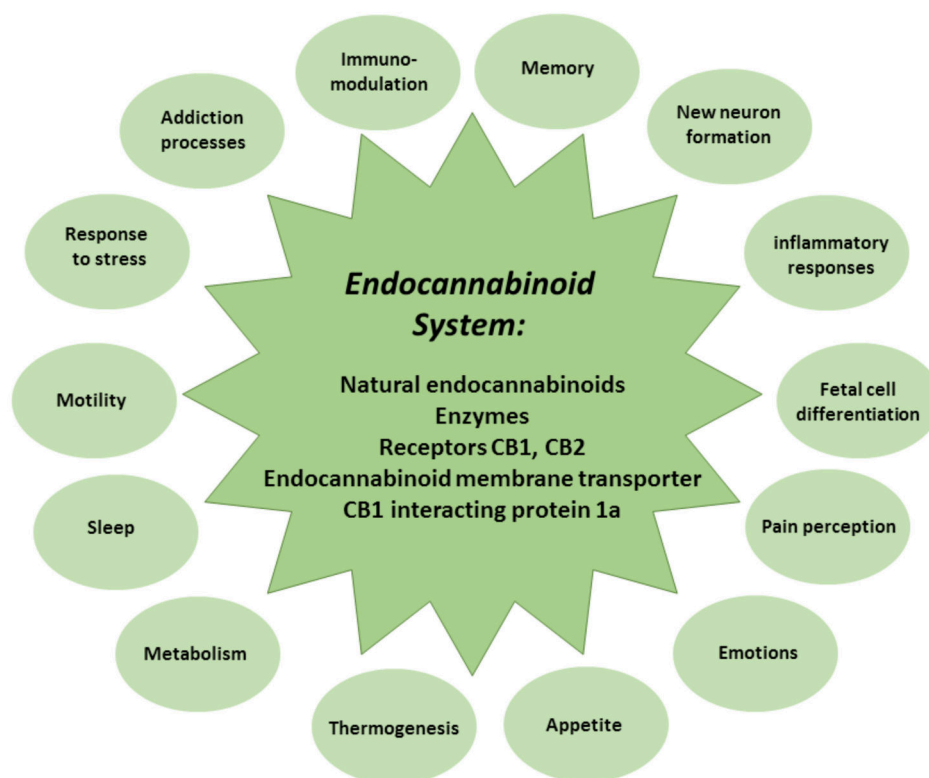 Immuno-
modulation
Memory
New neuron
formation
inflammatory
responses
Fetal cell
differentiation
Pain perception
Emotions
Appetite
Thermogenesis
Metabolism
Sleep
Motility
Response
to stress
Addiction
processes
Endocannabinoid
System:
Natural endocannabinoids
Enzymes
Receptors CB1, CB2
Endocannabinoid membrane transporter
CB1 interacting protein 1a